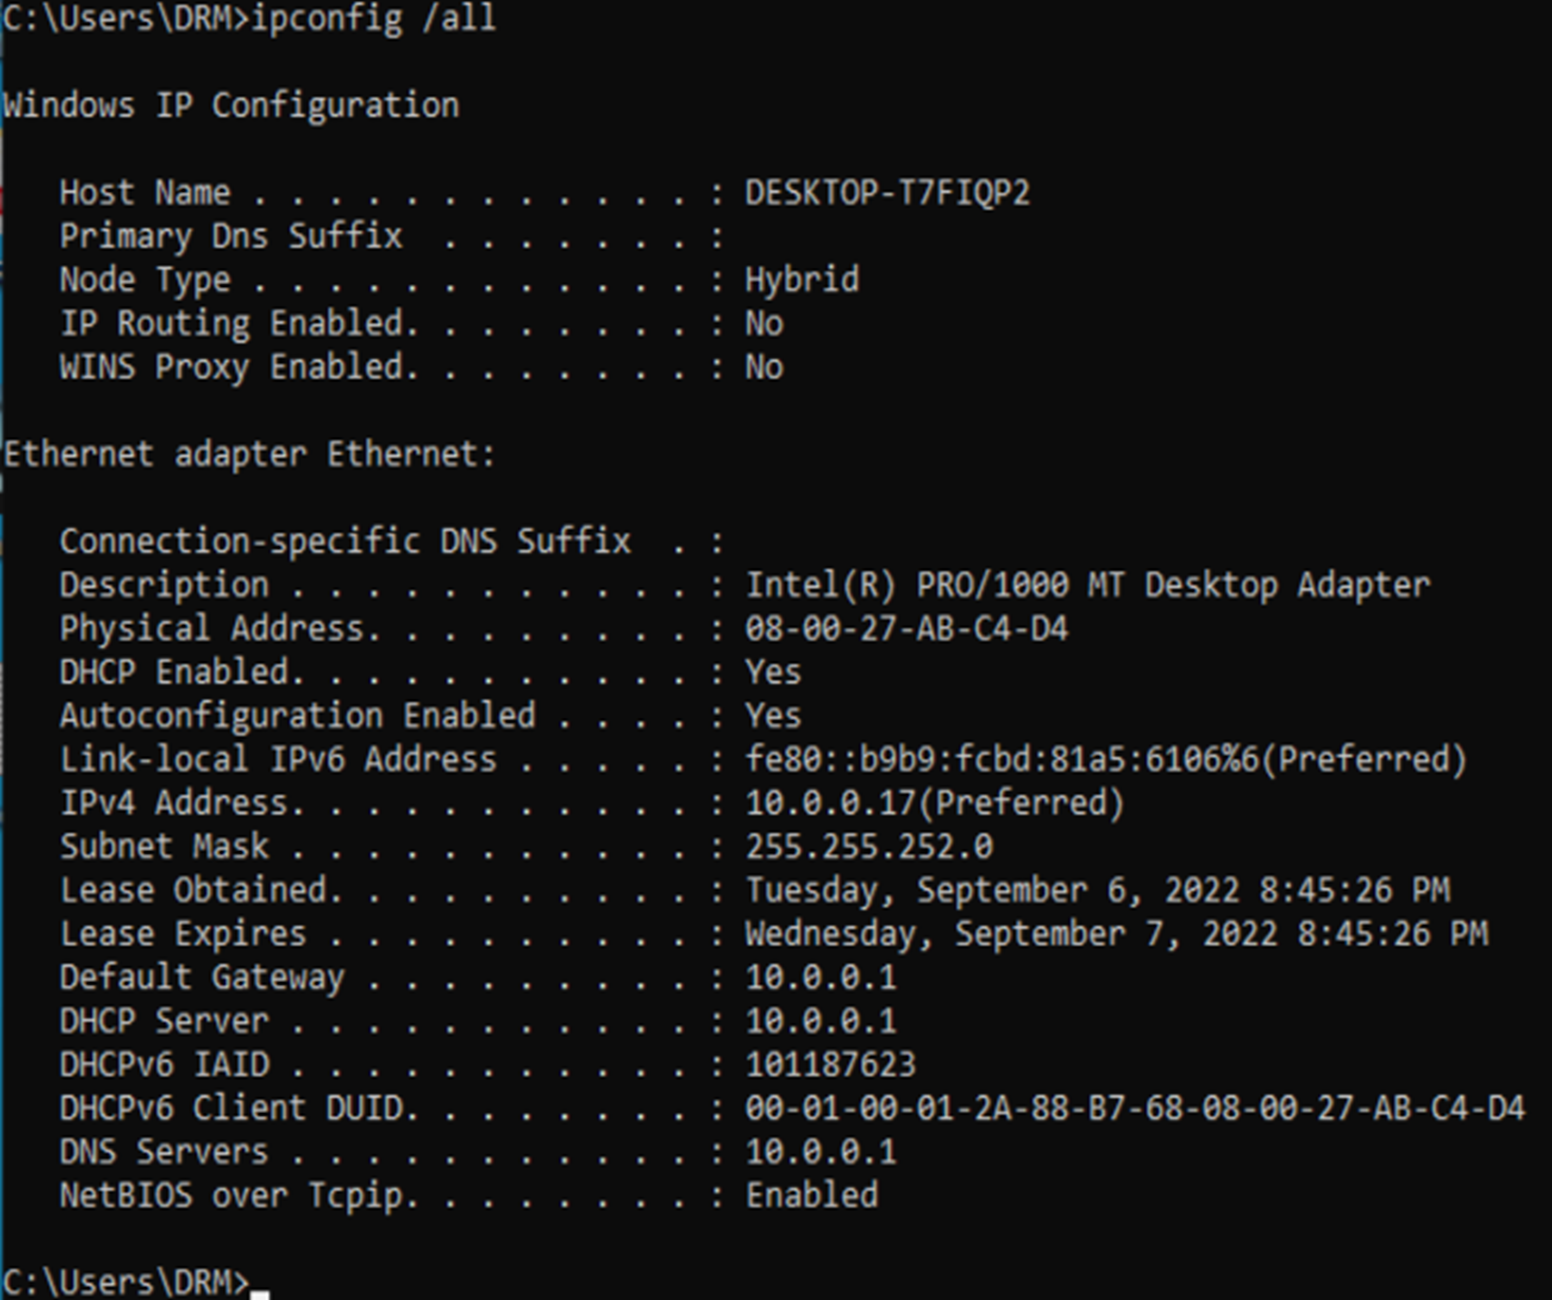 C:\Users\DRM>ipconfig /all
Windows IP Configuration
Host Name . . . . . . . . . . . . : DESKTOP-T7FIQP2
Primary Dns Suffix  . . . . . . . :
Node Type . . . . . . . . . . . . : Hybrid
IP Routing Enabled. . . . . . . . : No
WINS Proxy Enabled. . . . . . . . : No
Ethernet adapter Ethernet:
Connection-specific DNS Suffix  . :
Description . . . . . . . . . . . : Intel(R) PRO/1000 MT Desktop Adapter
Physical Address. . . . . . . . . : 08-00-27-AB-C4-D4
DHCP Enabled. . . . . . . . . . . : Yes
Autoconfiguration Enabled . . . . : Yes
Link-local IPv6 Address . . . . . : fe80::b9b9:fcbd:81a5:6106%6(Preferred)
IPv4 Address. . . . . . . . . . . : 10.0.0.17(Preferred)
Subnet Mask . . . . . . . . . . . : 255.255.252.0
Lease Obtained. . . . . . . . . . : Tuesday, September 6, 2022 8:45:26 PM
Lease Expires . . . . . . . . . . : Wednesday, September 7, 2022 8:45:26 PM
Default Gateway . . . . . . . . . : 10.0.0.1
DHCP Server . . . . . . . . . . . : 10.0.0.1
DHCPv6 IAID . . . . . . . . . . . : 101187623
DHCPv6 Client DUID. . . . . . . . : 00-01-00-01-2A-88-B7-68-08-00-27-AB-C4-D4
DNS Servers . . . . . . . . . . . : 10.0.0.1
NetBIOS over Tcpip. . . . . . . . : Enabled
C:\Users\DRM>